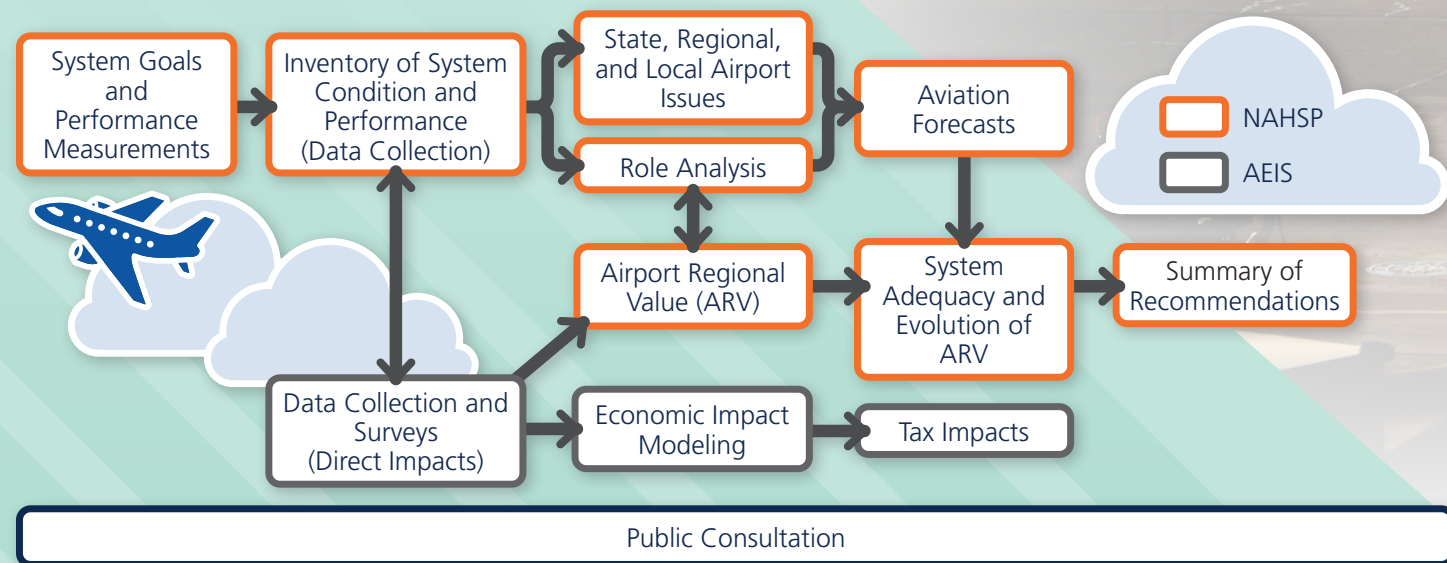 System Goals
and
Performance
Measurements
Inventory of System
Condition and
Performance
(Data Collection)
State, Regional,
and Local Airport
Issues
Role Analysis
Aviation
Forecasts
NAHSP
AEIS
Airport Regional
Value (ARV)
System
Adequacy and
Evolution of
ARV
Summary of
Recommendations
Data Collection and
Surveys
(Direct Impacts)
Economic Impact
Modeling
Tax Impacts
Public Consultation